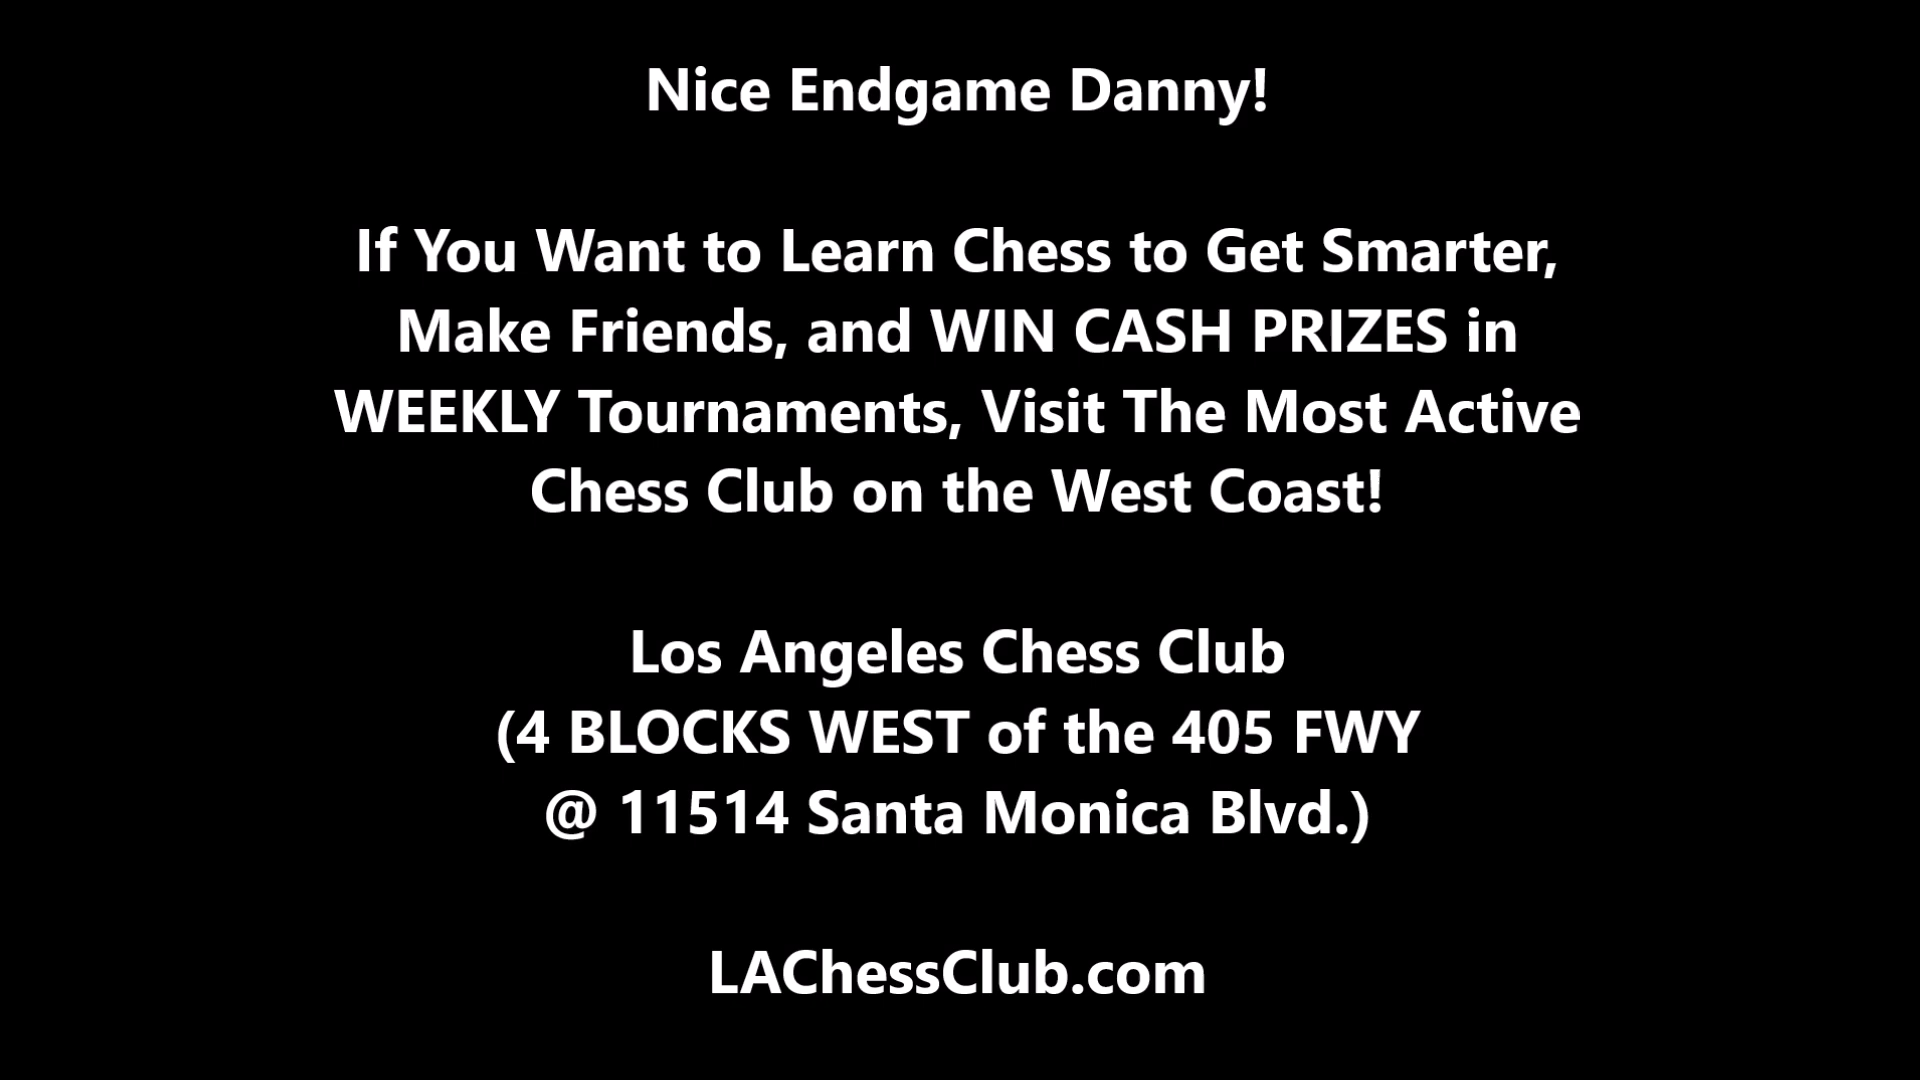 Nice Endgame Danny!
If You Want to Learn Chess to Get Smarter,
Make Friends, and WIN CASH PRIZES in
WEEKLY Tournaments, Visit The Most Active
Chess Club on the West Coast!
Los Angeles Chess Club
(4 BLOCKS WEST of the 405 FWY
@ 11514 Santa Monica Blvd.)
LAChessClub.com